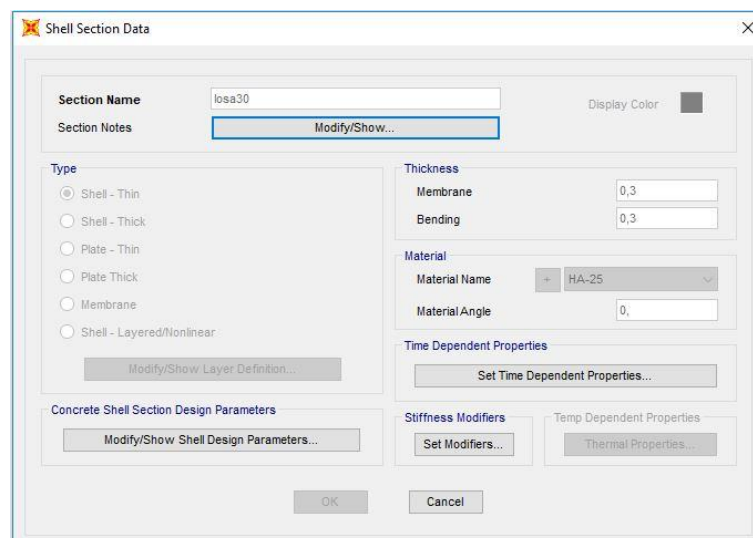 Shell Section Data
Section Name
losa30
Display Color
Section Notes
Modify/Show...
Type
Shell - Thin
Shell - Thick
Plate - Thin
Plate Thick
Membrane
Shell - Layered/Nonlinear
Modify/Show Layer Definition...
Thickness
Membrane
0,3
Bending
0,3
Material
Material Name
+
HA-25
Material Angle
0,
Time Dependent Properties
Set Time Dependent Properties...
Concrete Shell Section Design Parameters
Modify/Show Shell Design Parameters...
Stiffness Modifiers
Set Modifiers...
Temp Dependent Properties
Thermal Properties...
OK
Cancel